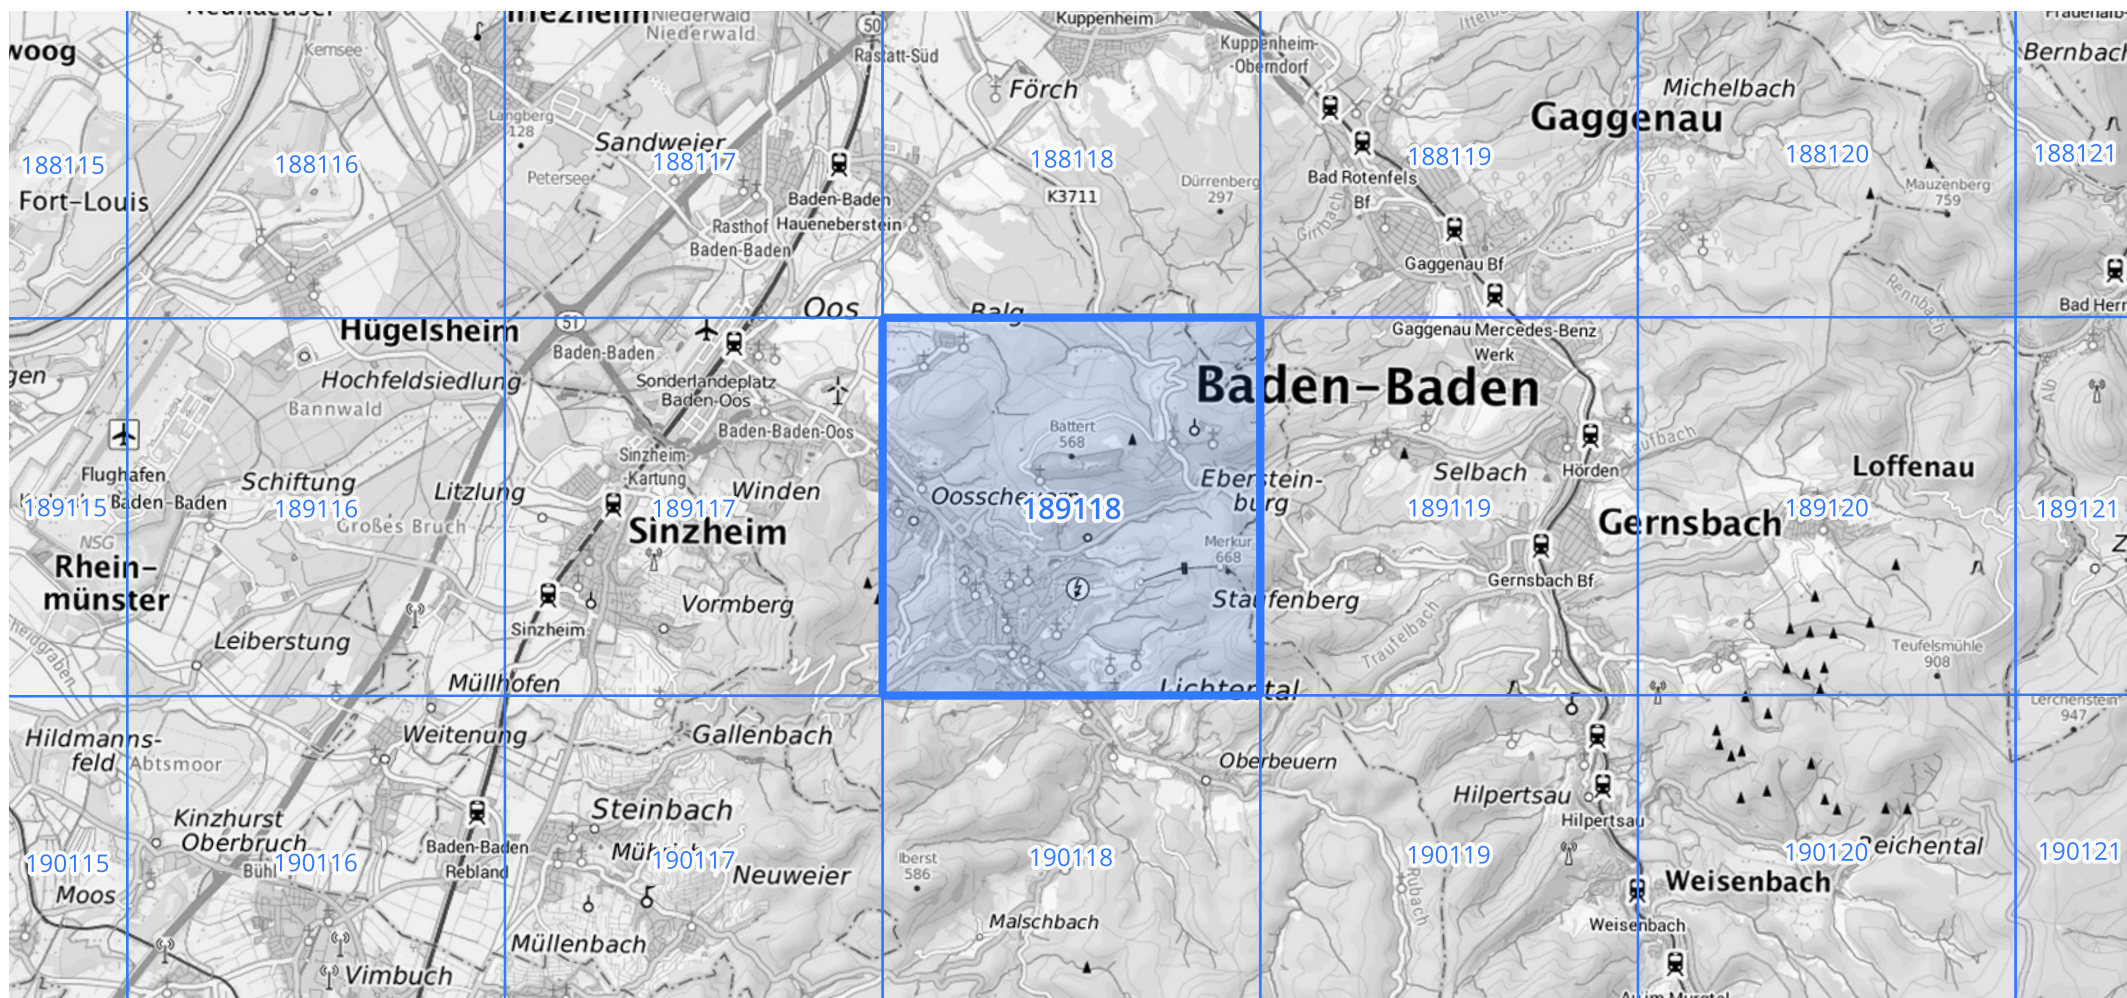 Niederwald
Niederwald
Kuppenheim
50
Rastatt-Süd
Kuppenheim-
-Oberndorf
Bernbach
woog
Kernsee
Förch
Michelbach
Langberg
128
Gaggenau
Sandweier
188115
188116
188117
188118
188119
188120
188121
Petersee
Bad Rotenfels
Bf
Dürrenberg
297
Mauzenberg
759
Fort-Louis
K3711
Baden-Baden
Haueneberstein
Rasthof
Baden-Baden
Gaggenau Bf
Rennbach
Oos
Balg
51
Hügelsheim
Gaggenau Mercedes-Benz
Werk
Baden-Baden
Hochfeldsiedlung
Sonderlandeplatz
Baden-Oos
Baden-Baden
Bannwald
Battert
568
Baden-Baden-Oos
Alb
Sinzheim-
-Kartung
Hörden
Loffenau
Flughafen
Baden-Baden
Schiftung
Litzlung
Winden
Selbach
Eberstein-
burg
Oosscheuern
189115
189116
189117
189118
189119
189120
189121
Großes Bruch
Sinzheim
Gernsbach
NSG
Merkur
668
Rhein-
münster
Gernsbach Bf
Vormberg
Staufenberg
Sinzheim
Leiberstung
Traufelbach
Teufelsmühle
908
Müllhofen
Lichtental
Lerchenstein
947
Hildmanns-
feld
Abtsmoor
Weitenung
Gallenbach
Oberbeuern
Hilpertsau
Steinbach
Kinzhurst
Oberbruch
Hilpertsau
Baden-Baden
Rebland
190115
190116
190117
190118
190119
190120
190121
Bühl
Iberst
586
Reichental
Moos
Neuweier
Weisenbach
Malschbach
Weisenbach
Müllenbach
Vimbuch